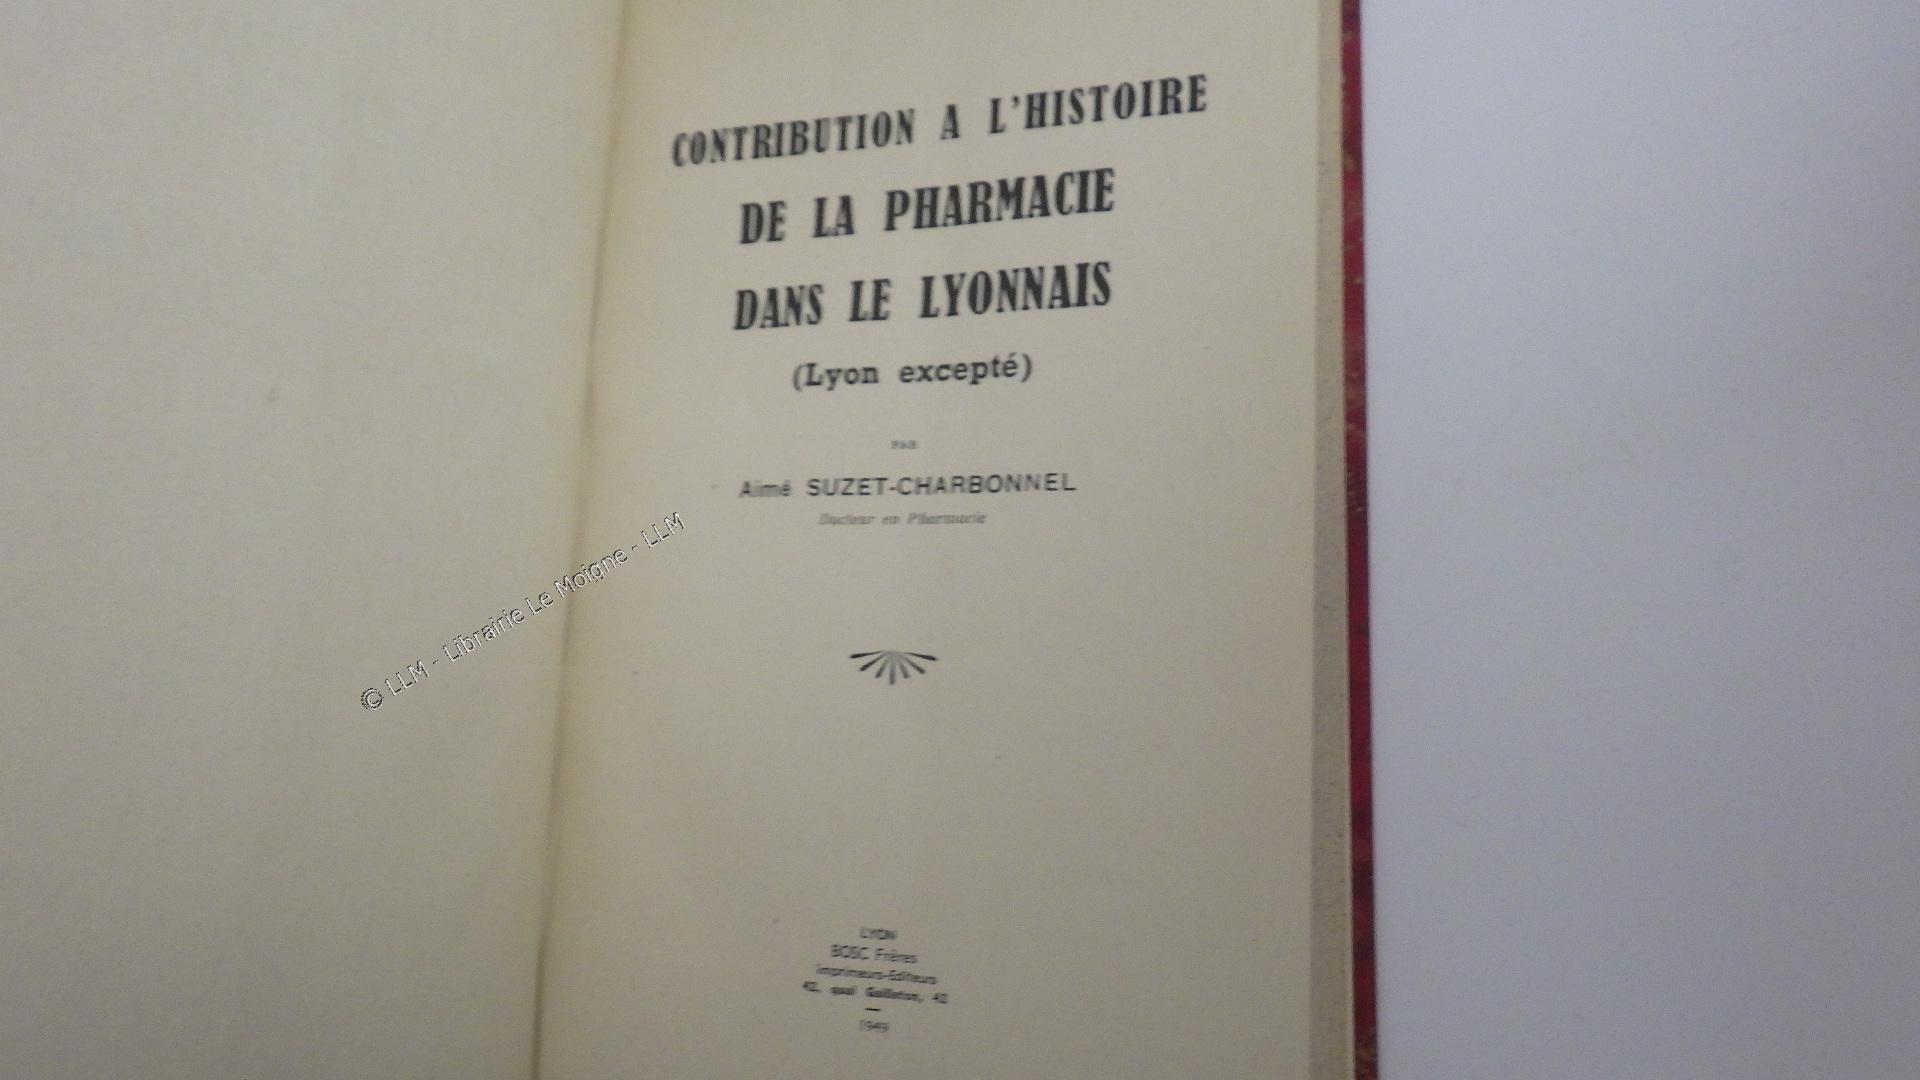 CONTRIBUTION A L'HISTOIRE
DE LA PHARMACIE
DANS LE LYONNAIS
(Lyon excepté)
PAR
Aimé SUZET-CHARBONNEL
Docteur en Pharmacie
© LLM - Librairie Le Moigne - LLM
LYON
BOSC Frères
Imprimeurs-Editeurs
42, quai Gailleton, 42
1949